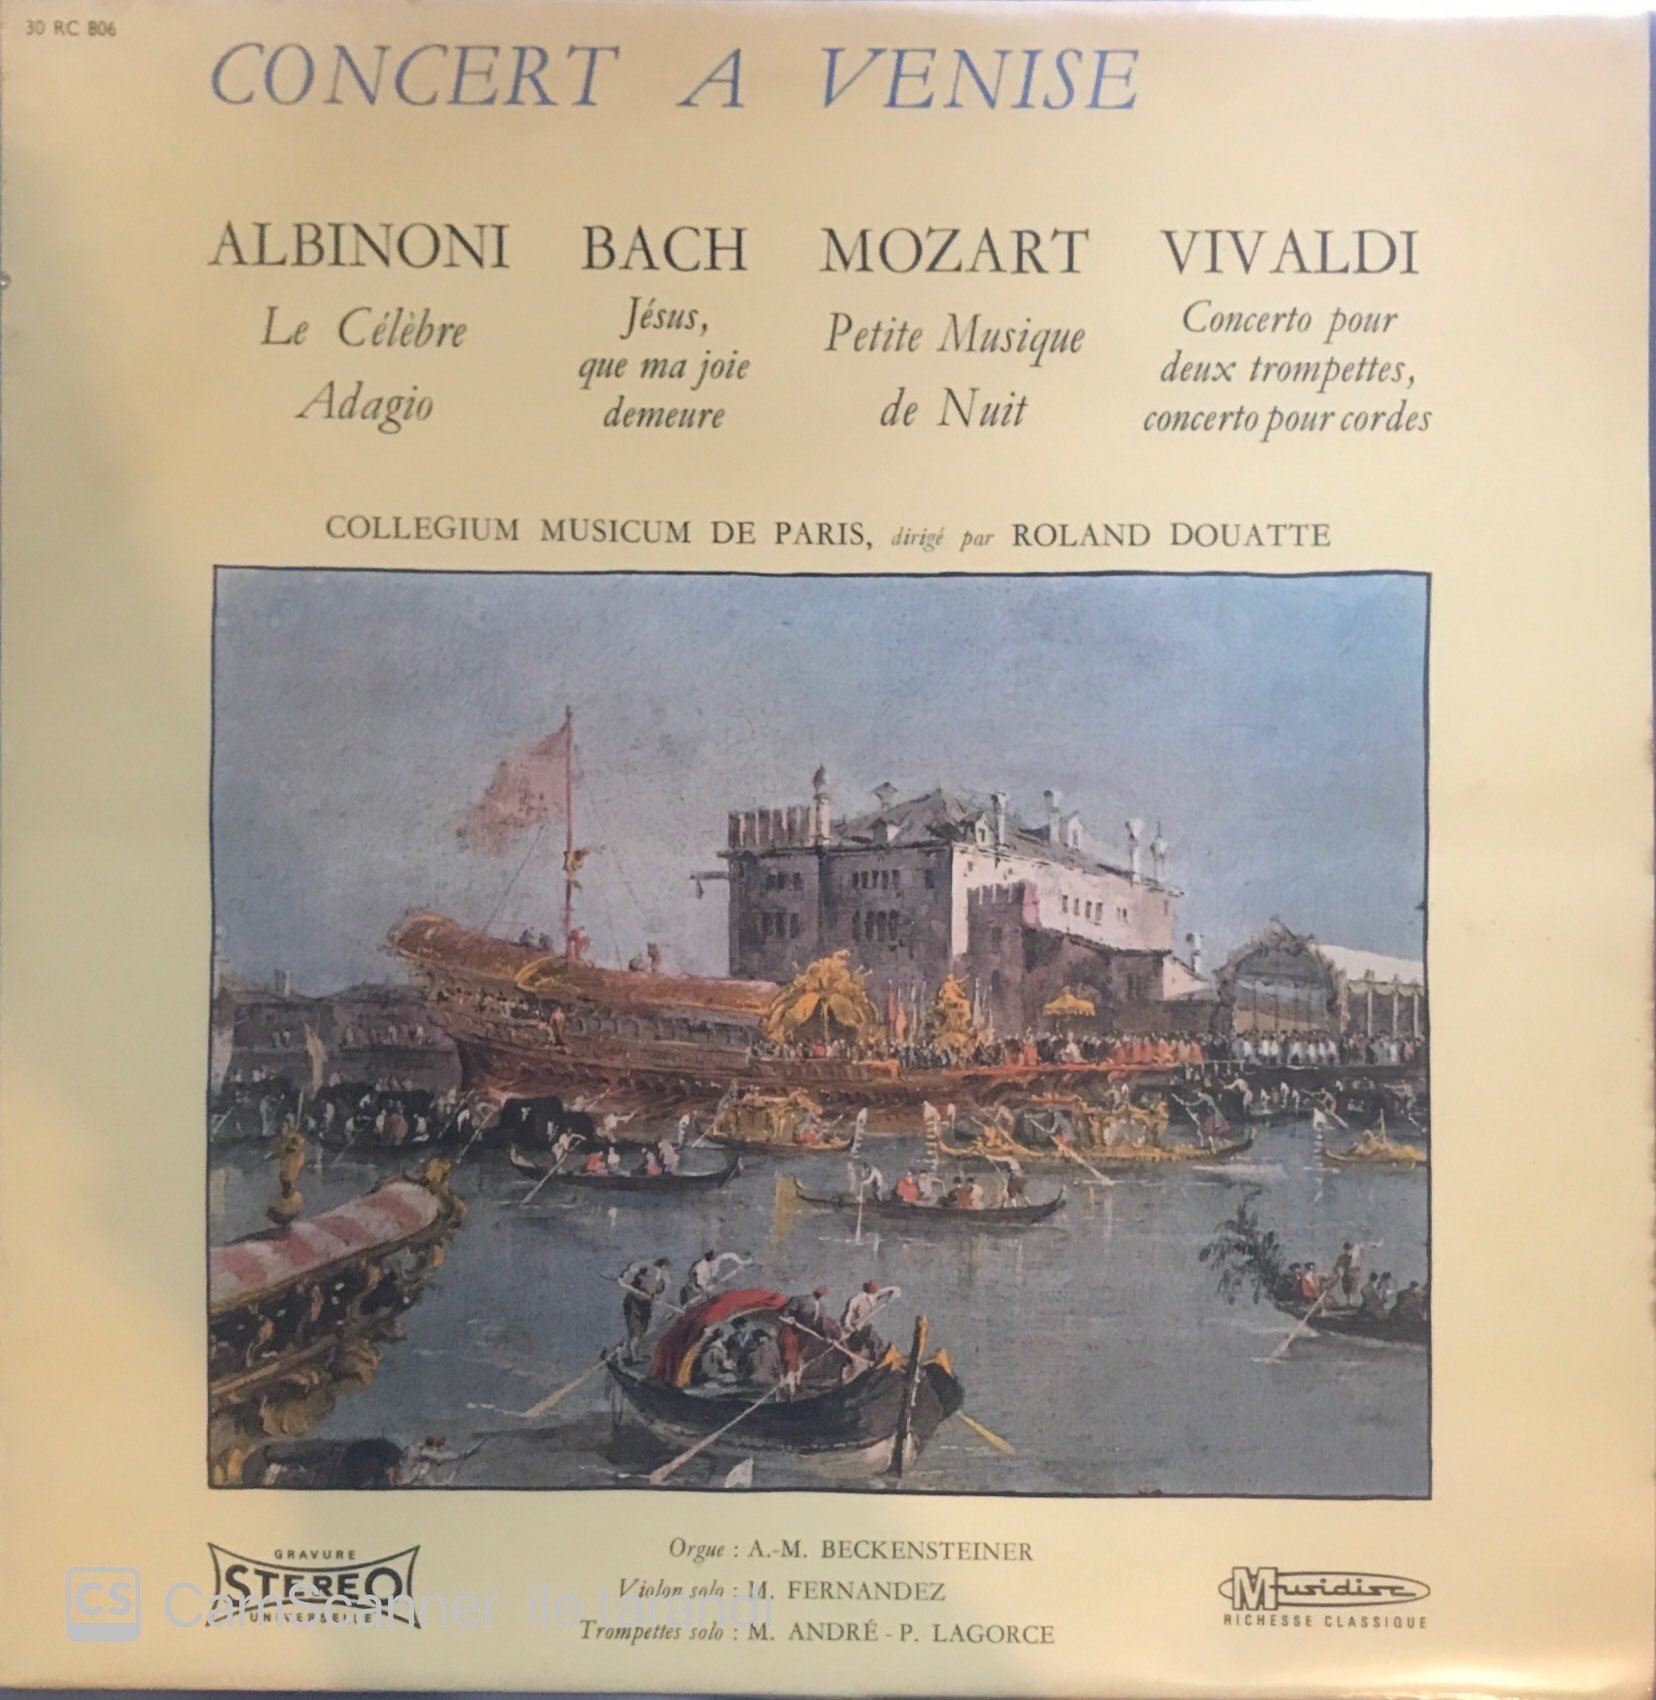 30 RC 806
CONCERT A VENISE
ALBINONI
Le Célèbre
Adagio
BACH
Jésus,
que ma joie
demeure
MOZART
Petite Musique
de Nuit
VIVALDI
Concerto pour
deux trompettes,
concerto pour cordes
COLLEGIUM MUSICUM DE PARIS, dirigé par ROLAND DOUATTE
GRAVURE
STEREO
UNIVERSELLE
Orgue : A.-M. BECKENSTEINER
Violon solo : M. FERNANDEZ
Trompettes solo : M. ANDRÉ - P. LAGORCE
Musidisc
RICHESSE CLASSIQUE
CS CamScanner ile tarandı